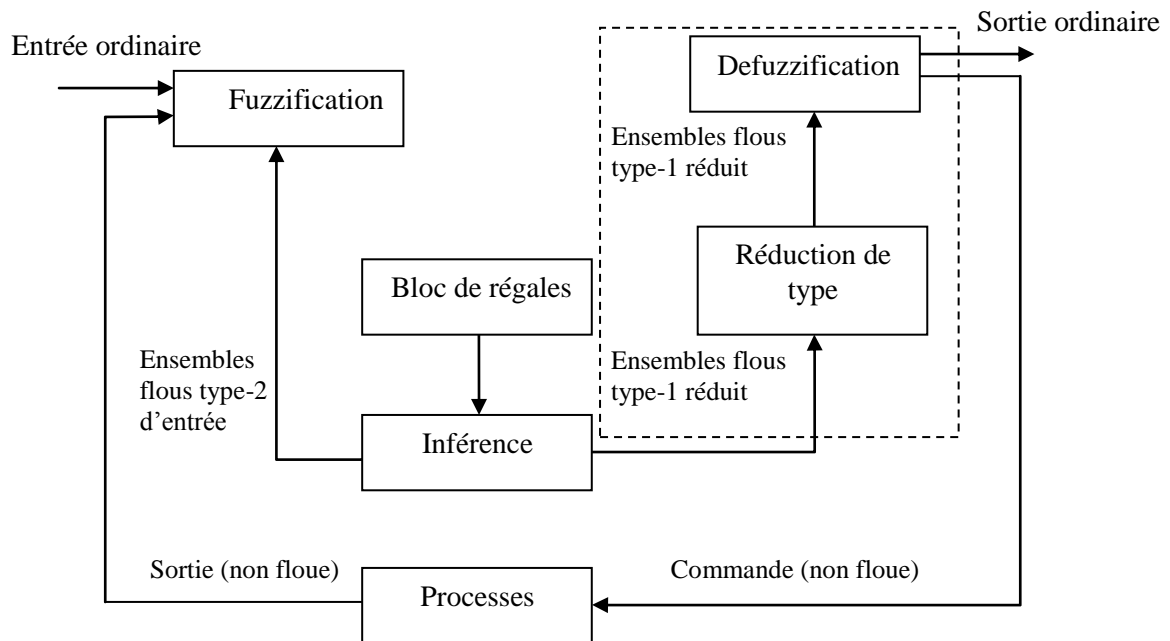 Sortie ordinaire
Entrée ordinaire
Defuzzification
Fuzzification
Ensembles flous
type-1 réduit
Réduction de
type
Bloc de régales
Ensembles
flous type-2
d’entrée
Ensembles flous
type-1 réduit
Inférence
Sortie (non floue)
Commande (non floue)
Processes